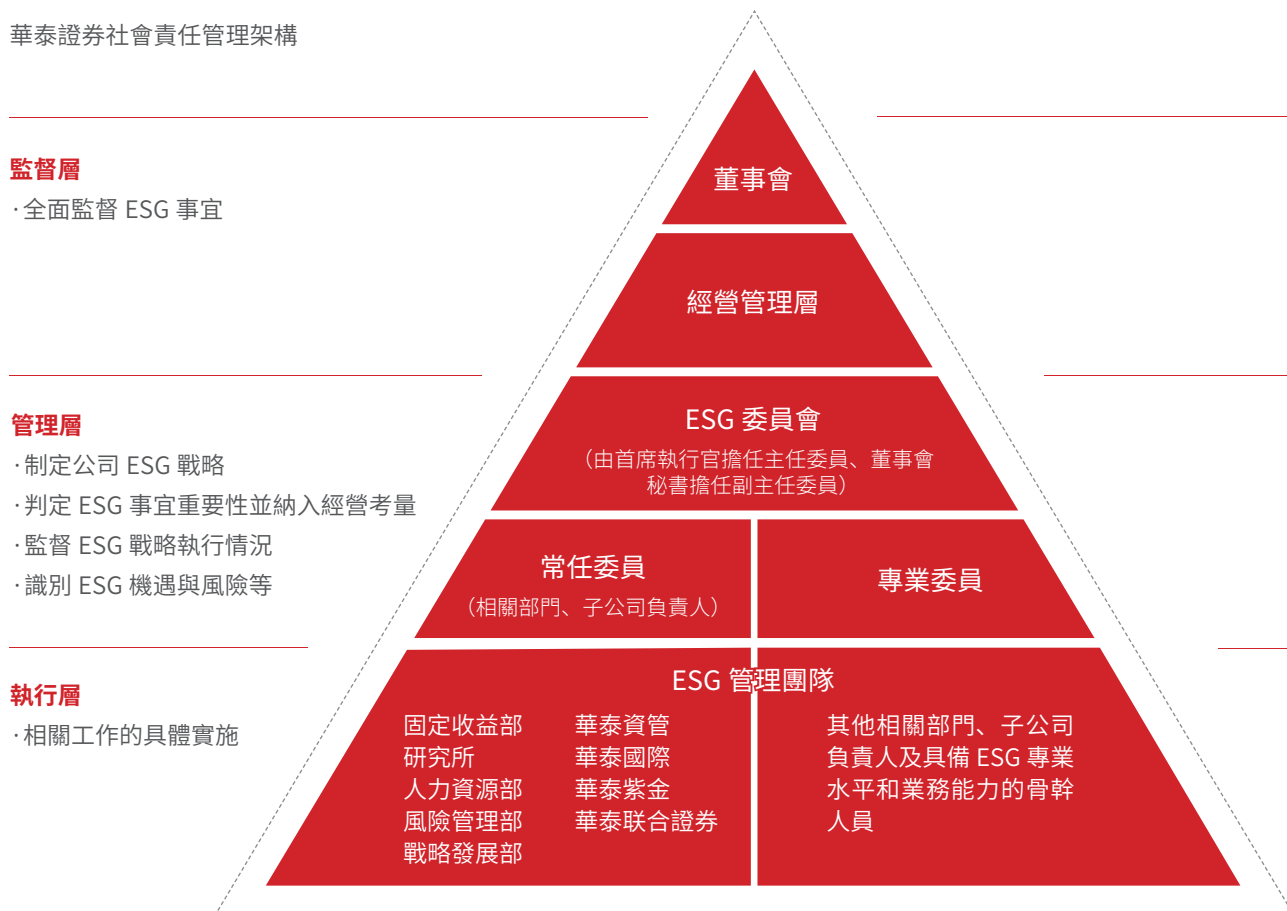 華泰證券社會責任管理架構
監督層
·全面監督 ESG 事宜
董事會
經營管理層
管理層
·制定公司 ESG 戰略
·判定 ESG 事宜重要性並納入經營考量
·監督 ESG 戰略執行情況
·識別 ESG 機遇與風險等
ESG 委員會
（由首席執行官擔任主任委員、董事會
秘書擔任副主任委員）
常任委員
（相關部門、子公司負責人）
專業委員
執行層
·相關工作的具體實施
ESG 管理團隊
固定收益部
研究所
人力資源部
風險管理部
戰略發展部
華泰資管
華泰國際
華泰紫金
華泰联合證券
其他相關部門、子公司
負責人及具備 ESG 專業
水平和業務能力的骨幹
人員